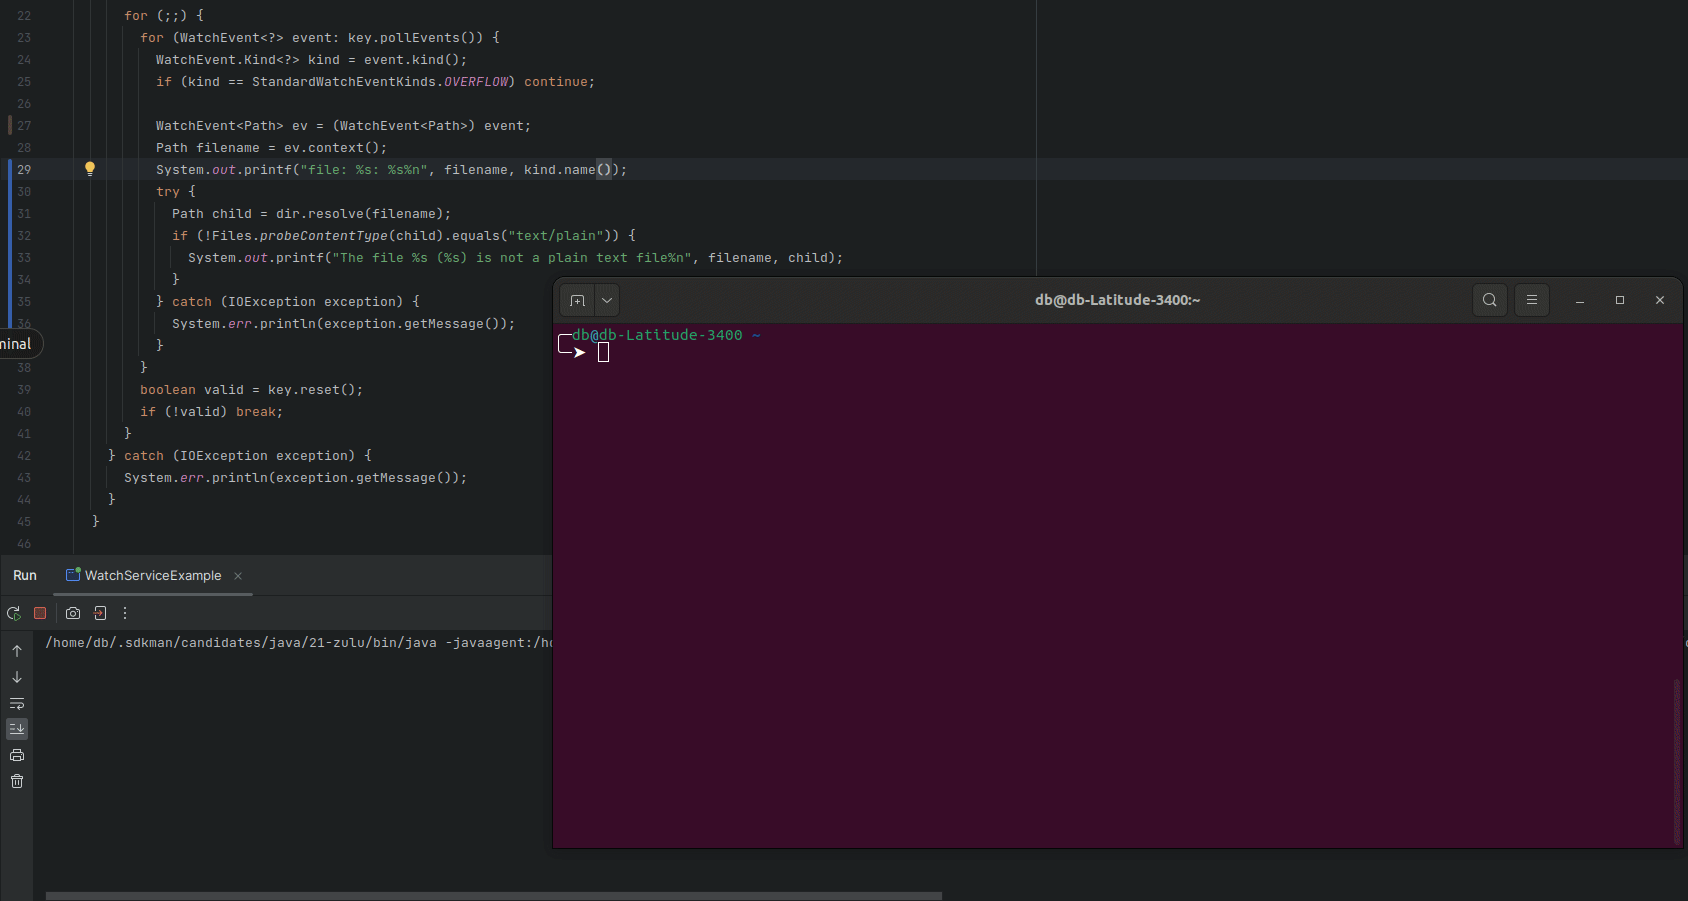 22 for (;;) {
23 for (WatchEvent<?> event: key.pollEvents()) {
24 WatchEvent.Kind<?> kind = event.kind();
25 if (kind == StandardWatchEventKinds.OVERFLOW) continue;
26
27 WatchEvent<Path> ev = (WatchEvent<Path>) event;
28 Path filename = ev.context();
29 System.out.printf("file: %s: %s%n", filename, kind.name());
30 try {
31 Path child = dir.resolve(filename);
32 if (!Files.probeContentType(child).equals("text/plain")) {
33 System.out.printf("The file %s (%s) is not a plain text file%n", filename, child);
34 }
35 } catch (IOException exception) {
36 System.err.println(exception.getMessage());
}
minal
38 }
39 boolean valid = key.reset();
40 if (!valid) break;
41 }
42 } catch (IOException exception) {
43 System.err.println(exception.getMessage());
44 }
45 }
46
db@db-Latitude-3400:~
db@db-Latitude-3400 ~
Run WatchServiceExample
/home/db/.sdkman/candidates/java/21-zulu/bin/java -javaagent:/h